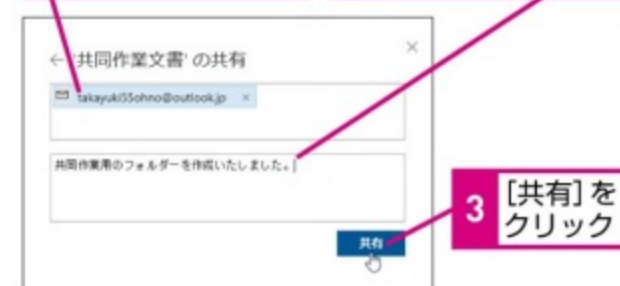 ← '共同作業文書' の共有
×
takayuki55ohno@outlook.jp ×
共同作業用のフォルダーを作成いたしました。
共有
3 [共有]を
クリック